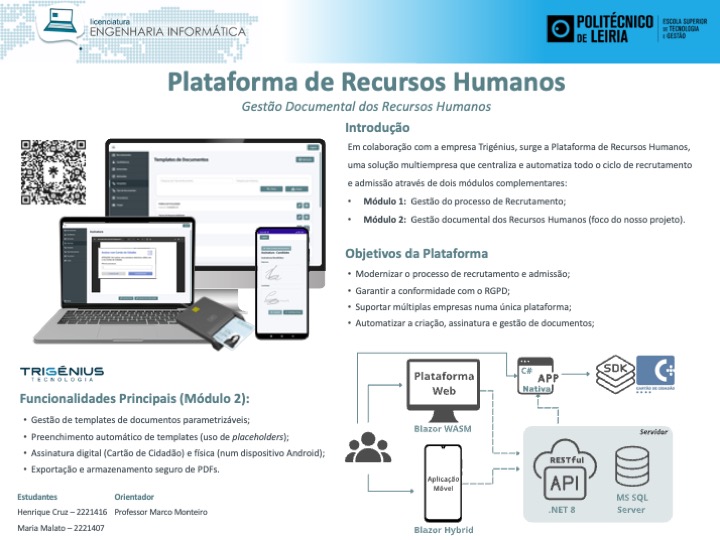 licenciatura
ENGENHARIA INFORMÁTICA
POLITÉCNICO
DE LEIRIA
ESCOLA SUPERIOR
DE TECNOLOGIA
E GESTÃO
Plataforma de Recursos Humanos
Gestão Documental dos Recursos Humanos
Introdução
Em colaboração com a empresa Trigénius, surge a Plataforma de Recursos Humanos,
uma solução multiempresa que centraliza e automatiza todo o ciclo de recrutamento
e admissão através de dois módulos complementares:
• Módulo 1: Gestão do processo de Recrutamento;
• Módulo 2: Gestão documental dos Recursos Humanos (foco do nosso projeto).
Templates de Documentos
Objetivos da Plataforma
• Modernizar o processo de recrutamento e admissão;
• Garantir a conformidade com o RGPD;
• Suportar múltiplas empresas numa única plataforma;
• Automatizar a criação, assinatura e gestão de documentos;
TRIGÉNIUS
TECNOLOGIA
Funcionalidades Principais (Módulo 2):
• Gestão de templates de documentos parametrizáveis;
• Preenchimento automático de templates (uso de placeholders);
• Assinatura digital (Cartão de Cidadão) e física (num dispositivo Android);
• Exportação e armazenamento seguro de PDFs.
Estudantes
Orientador
Henrique Cruz – 2221416
Professor Marco Monteiro
Maria Malato – 2221407
Plataforma
Web
Blazor WASM
C#
APP
Nativa
SDK
CARTÃO DE CIDADÃO
Aplicação
Móvel
Blazor Hybrid
Servidor
RESTful
API
.NET 8
MS SQL
Server